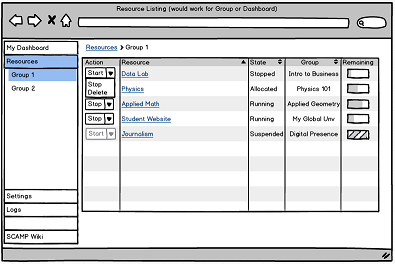 Resource Listing (would work for Group or Dashboard)
My Dashboard
Resources
Group 1
Group 2
Settings
Logs
SCAMP Wiki
Resources > Group 1
Action Resource State Group Remaining
Start Data Lab Stopped Intro to Business
Stop
Delete
Physics Allocated Physics 101
Stop Applied Math Running Applied Geometry
Stop Student Website Running My Global Unv
Start Journalism Suspended Digital Presence